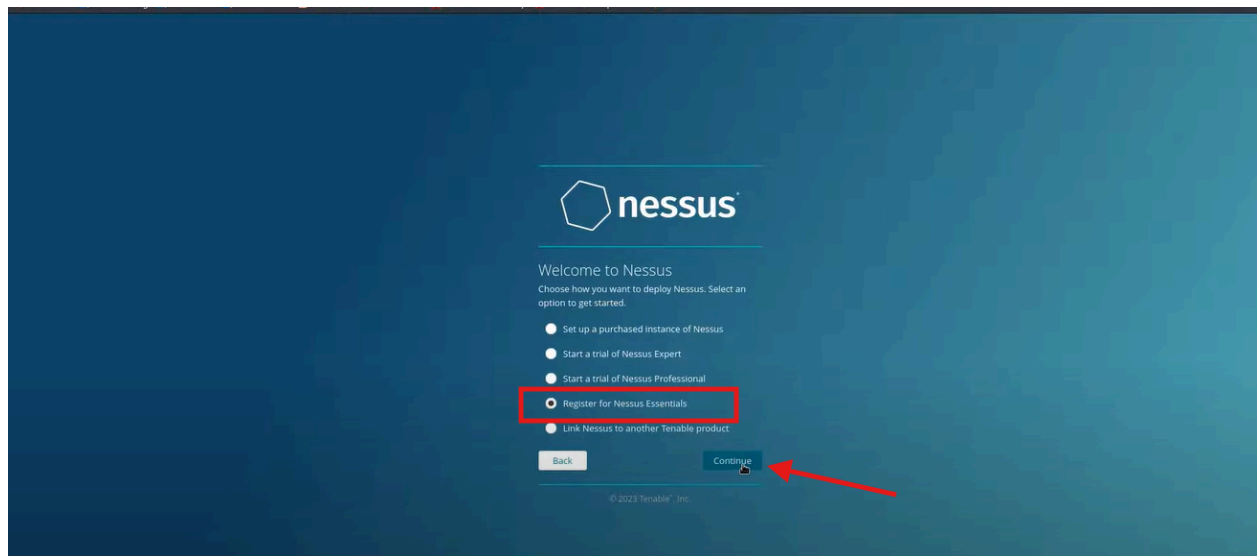 nessus
Welcome to Nessus
Choose how you want to deploy Nessus. Select an
option to get started.
Set up a purchased instance of Nessus
Start a trial of Nessus Expert
Start a trial of Nessus Professional
Register for Nessus Essentials
Link Nessus to another Tenable product
Back
Continue
© 2023 Tenable®, Inc.